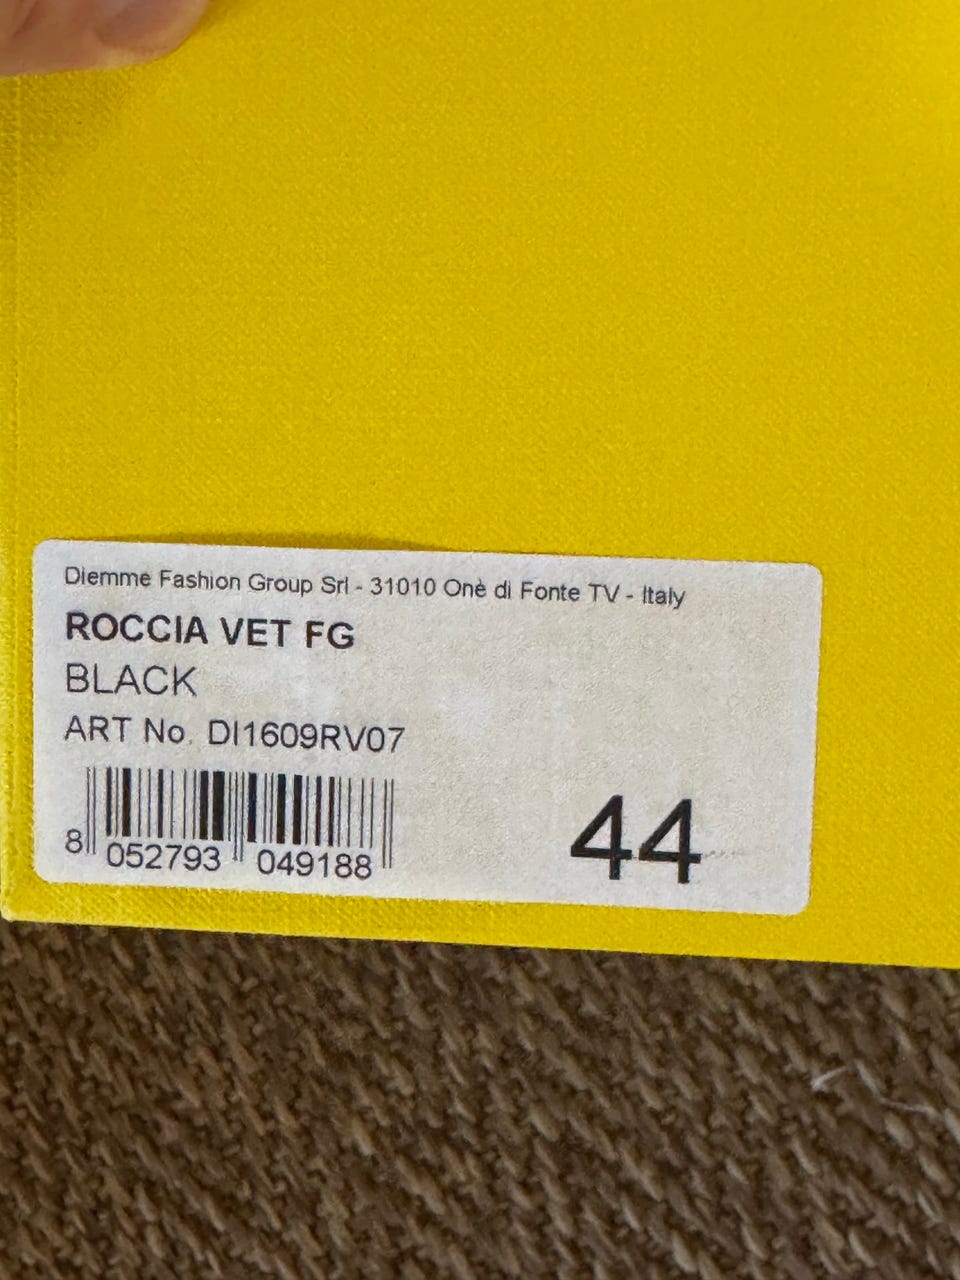 Diemme Fashion Group Srl - 31010 Onè di Fonte TV - Italy
ROCCIA VET FG
BLACK
ART No. DI1609RV07
8 052793 049188
44